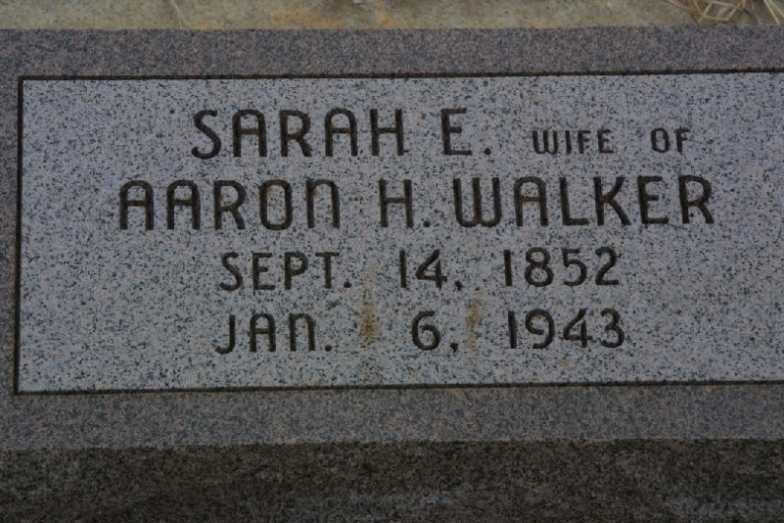 SARAH E. WIFE OF
AARON H. WALKER
SEPT. 14, 1852
JAN. 6, 1943